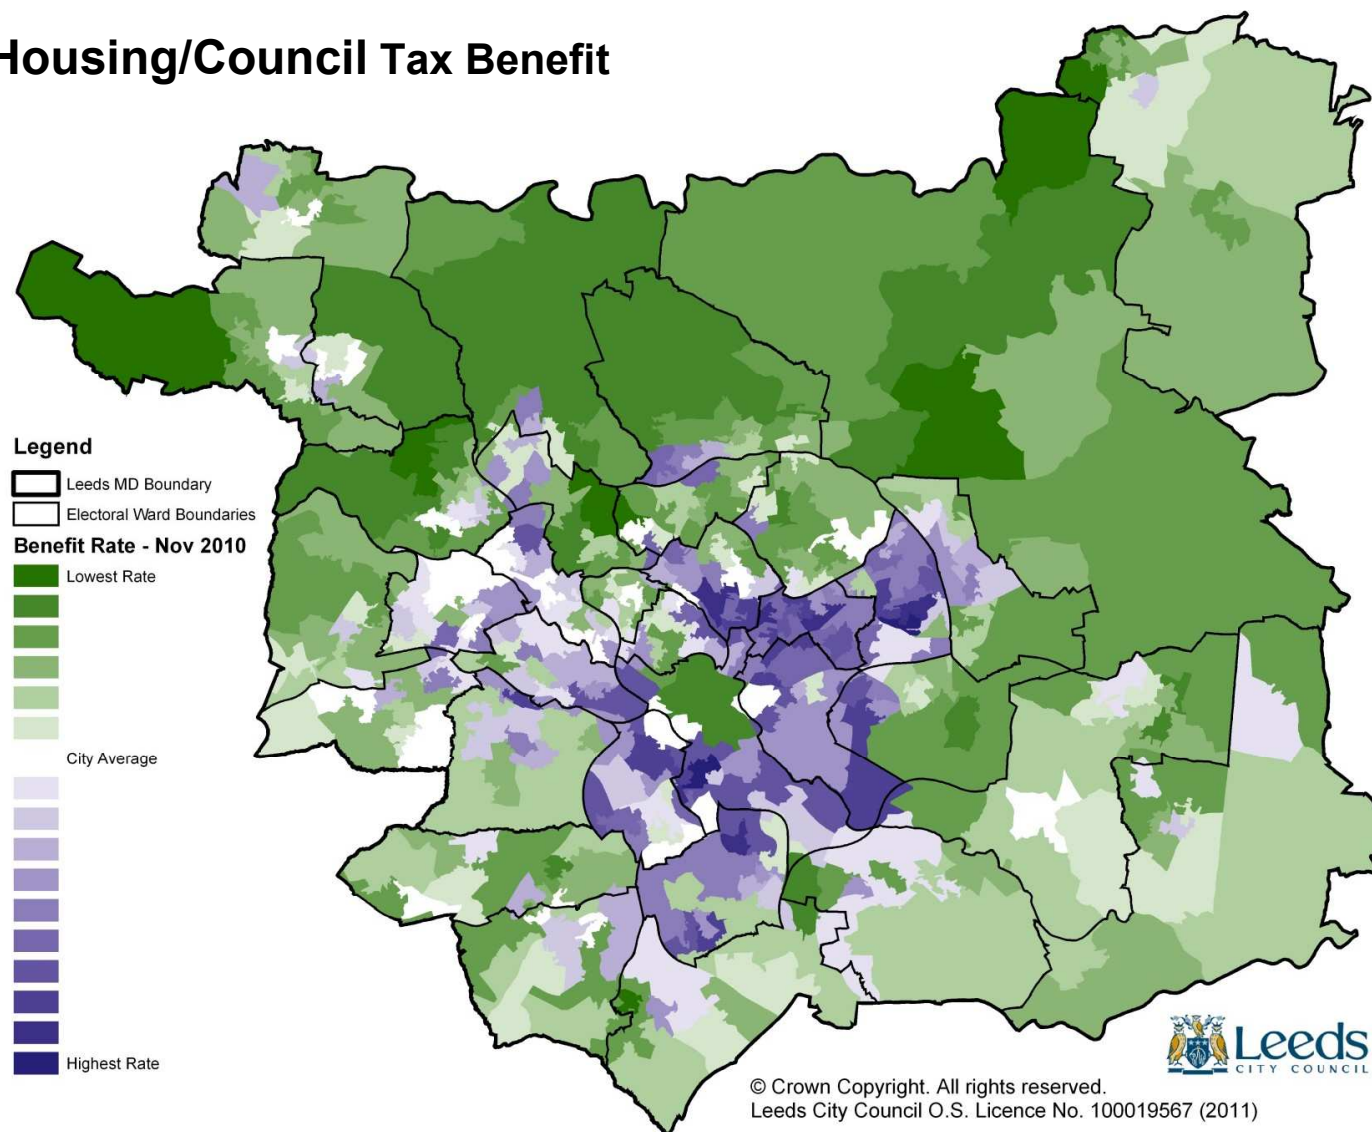 Housing/Council Tax Benefit
Legend
Leeds MD Boundary
Electoral Ward Boundaries
Benefit Rate - Nov 2010
Lowest Rate
City Average
Highest Rate
Leeds
CITY COUNCIL
© Crown Copyright. All rights reserved.
Leeds City Council O.S. Licence No. 100019567 (2011)